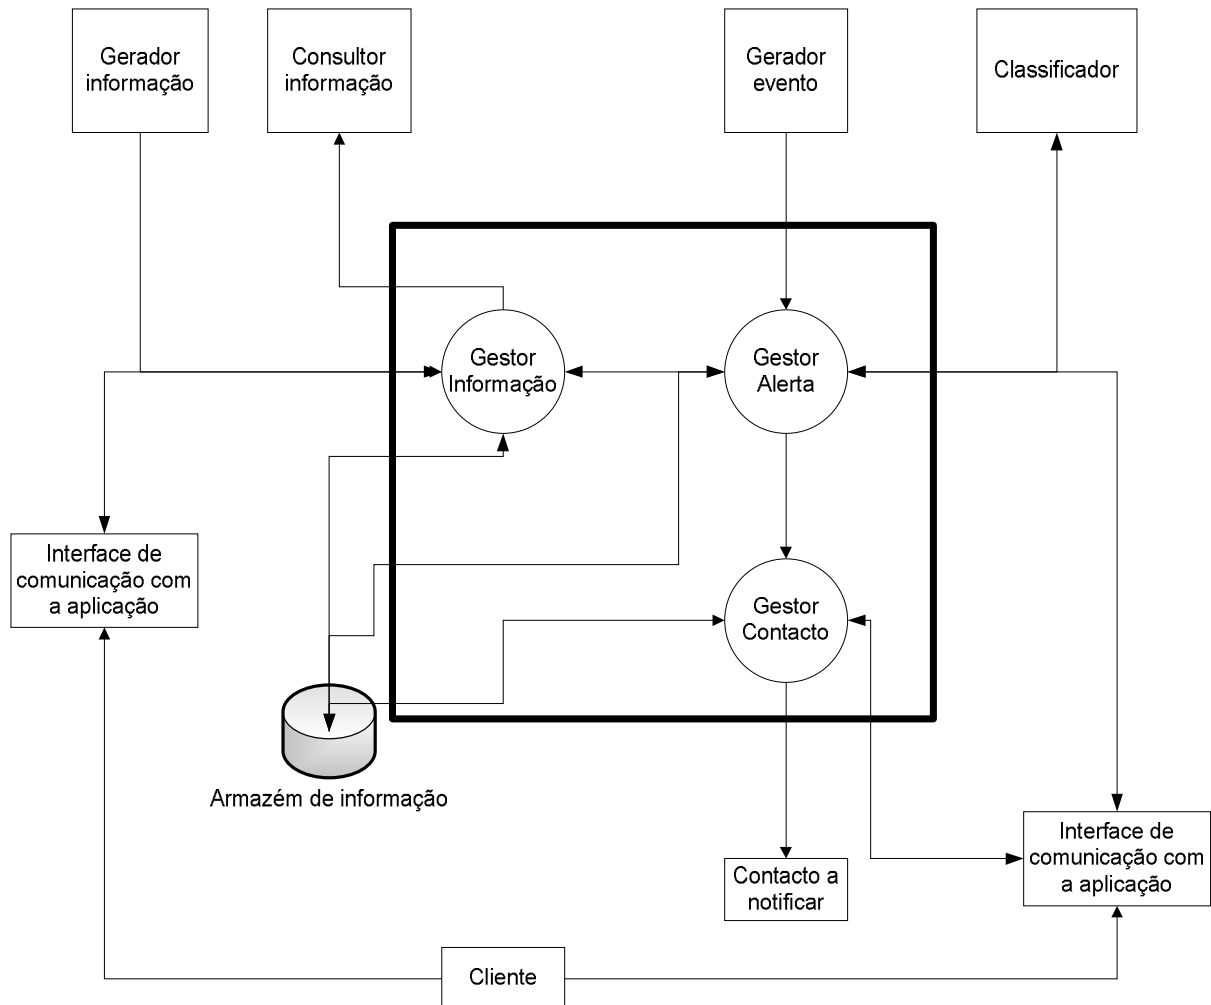 Gerador
informação
Consultor
informação
Gerador
evento
Classificador
Gestor
Informação
Gestor
Alerta
Interface de
comunicação com
a aplicação
Gestor
Contacto
Armazém de informação
Interface de
comunicação com
a aplicação
Contacto a
notificar
Cliente